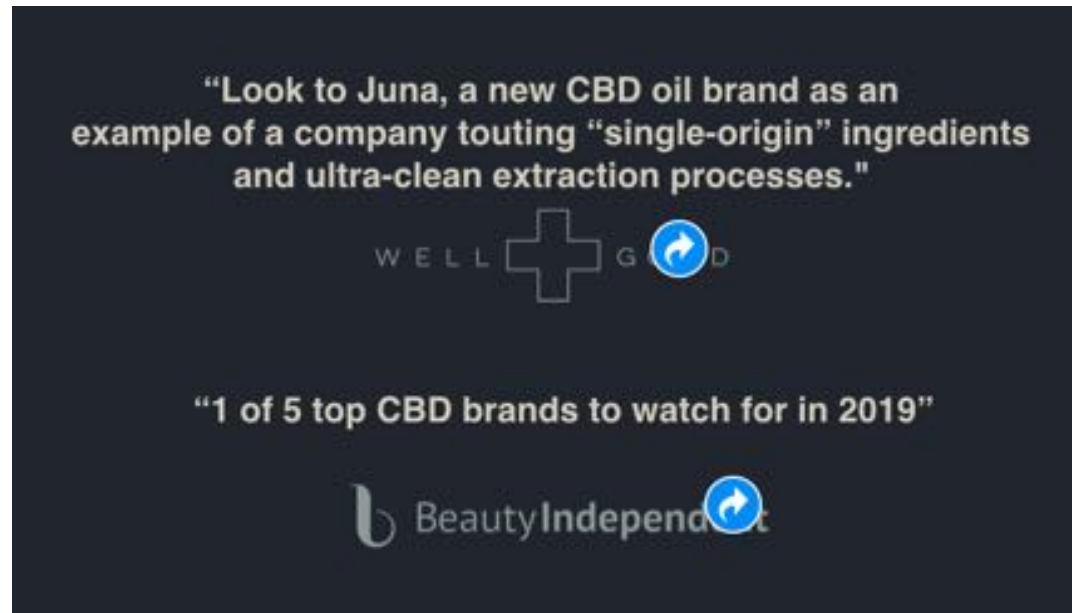 “Look to Juna, a new CBD oil brand as an
example of a company touting “single-origin” ingredients
and ultra-clean extraction processes."
WELL
“1 of 5 top CBD brands to watch for in 2019”
Beauty